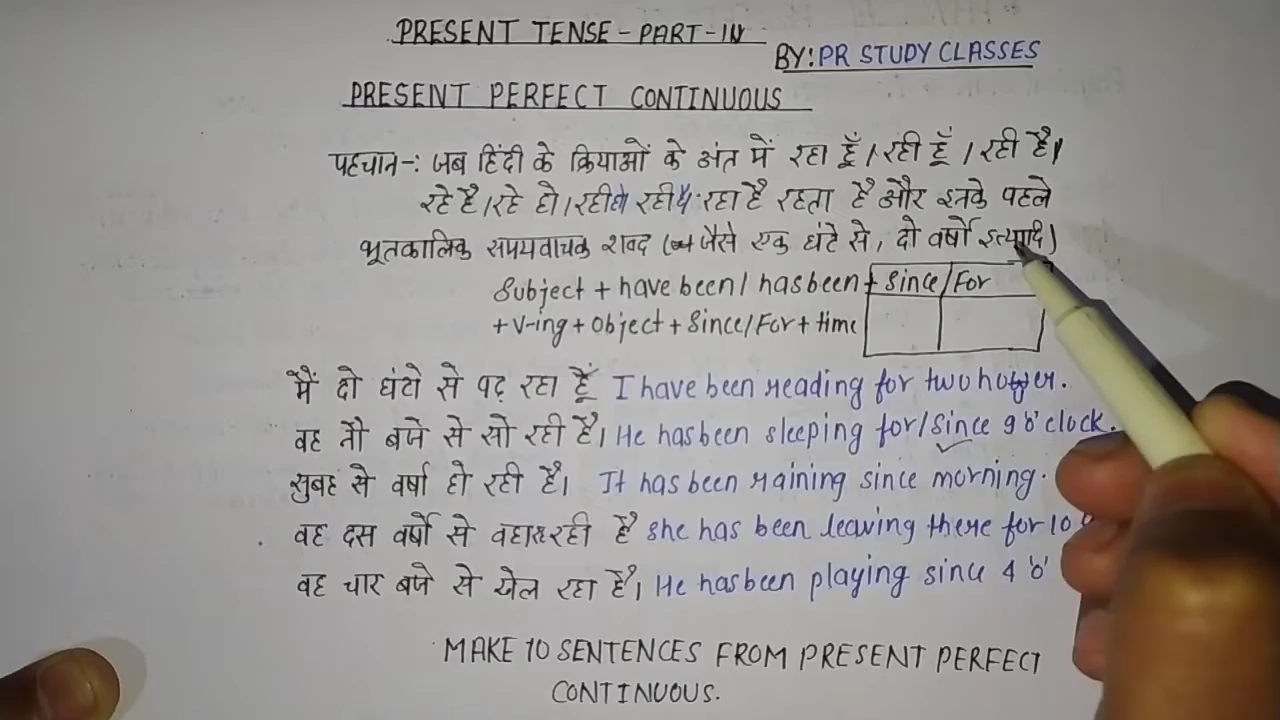 PRESENT TENSE - PART-IV
BY: PR STUDY CLASSES
PRESENT PERFECT CONTINUOUS
पहचान-: जब हिंदी के क्रियाओं के अंत में रहा हूँ। रही हूँ। रही है।
रहे है। रहे हो। रही हो रही है रहा है रहता है और इनके पहले
भूतकालिक समयवाचक शब्द ( जैसे एक घंटे से, दो वर्षो इत्यादि)
Subject + have been / has been + Since / For
+ V-ing + Object + Since / For + time
मैं दो घंटो से पढ़ रहा हूँ I have been reading for two
वह नौ बजे से सो रही है। He has been sleeping for / Since 9 o' clock.
सुबह से वर्षा हो रही है। It has been raining since morning.
वह दस वर्षो से रही है she has been leaving there for 10
वह चार बजे से खेल रहा है। He has been playing since 4 'o'
MAKE 10 SENTENCES FROM PRESENT PERFECT
CONTINUOUS.